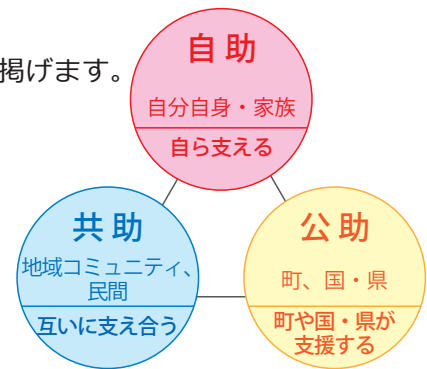 掲げます。
自助
自分自身・家族
自ら支える
共助
地域コミュニティ、
民間
互いに支え合う
公助
町、国・県
町や国・県が
支援する